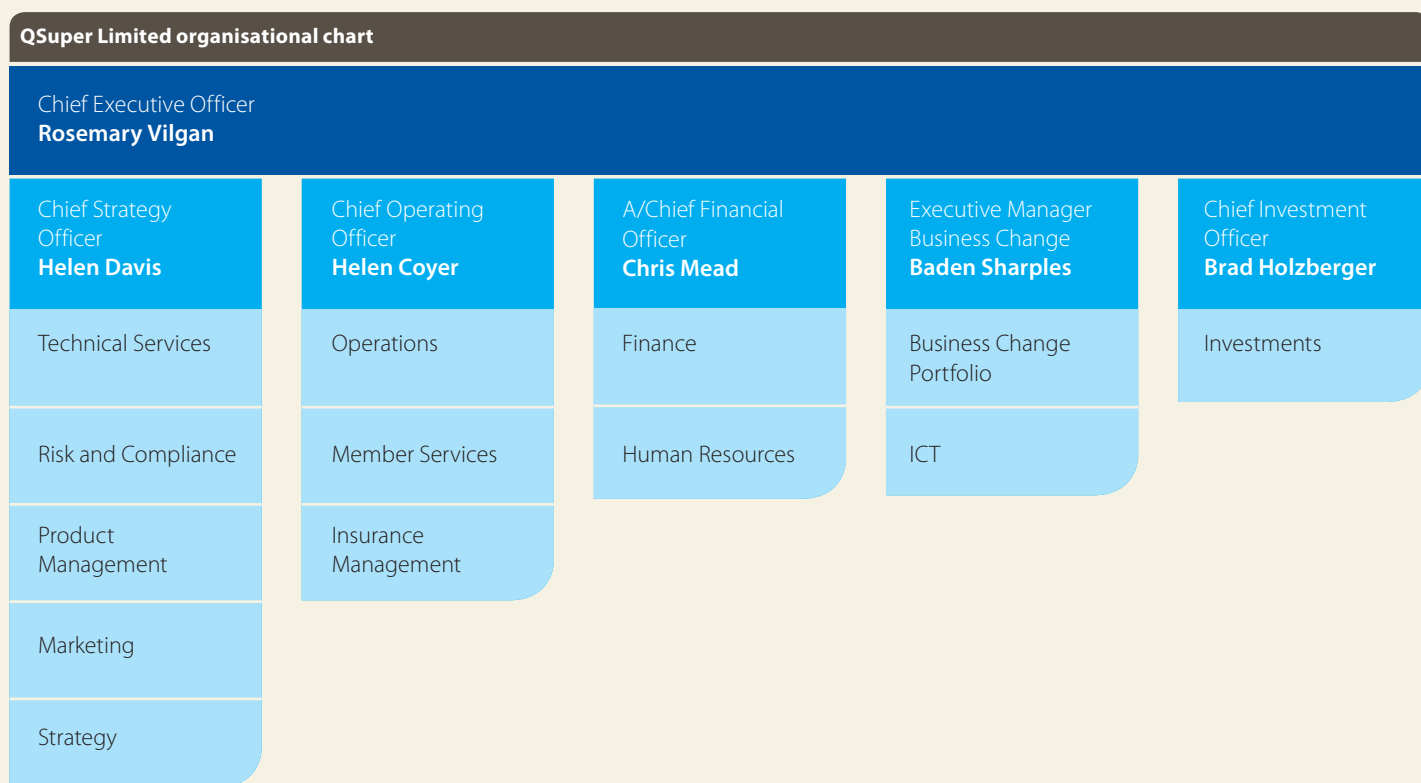 QSuper Limited organisational chart
Chief Executive Officer
Rosemary Vilgan
Chief Strategy
Officer
Helen Davis
Technical Services
Risk and Compliance
Product
Management
Marketing
Strategy
Chief Operating
Officer
Helen Coyer
Operations
Member Services
Insurance
Management
A/Chief Financial
Officer
Chris Mead
Finance
Human Resources
Executive Manager
Business Change
Baden Sharples
Business Change
Portfolio
ICT
Chief Investment
Officer
Brad Holzberger
Investments